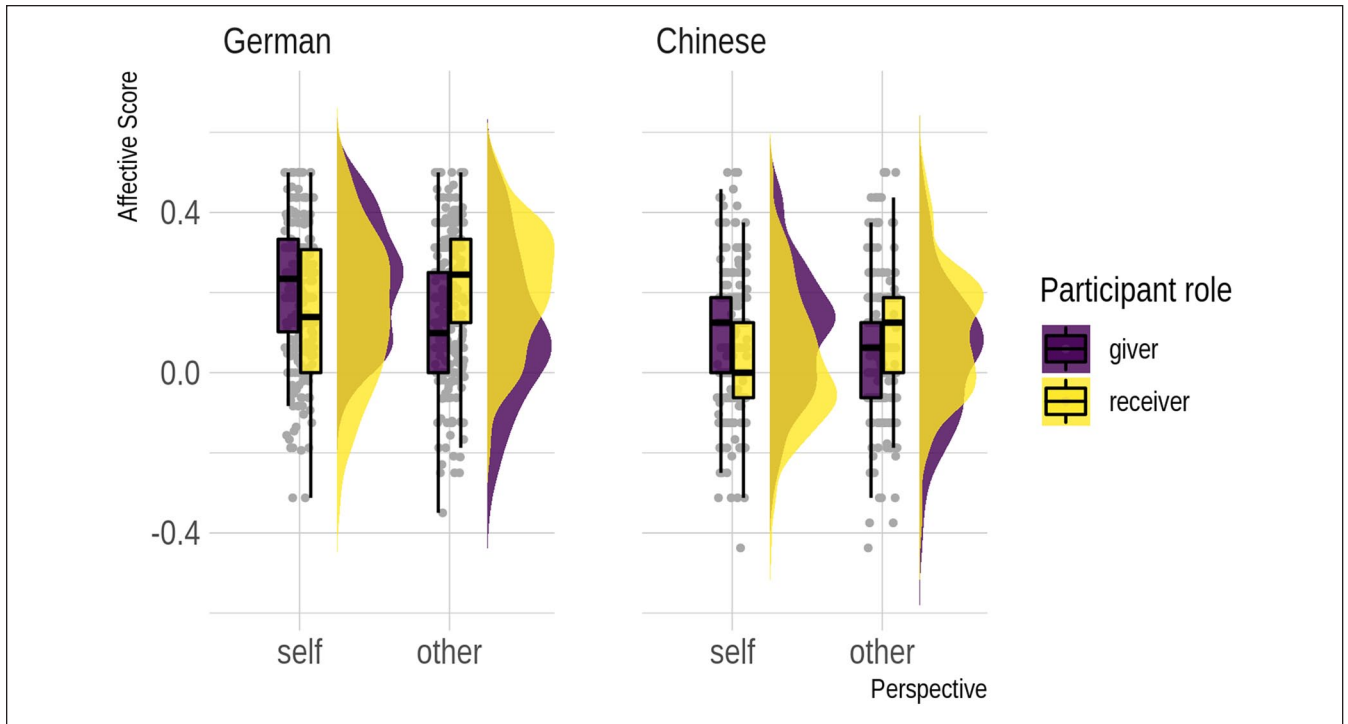 German
Chinese
Affective Score
0.4
0.0
-0.4
self
other
self
other
Perspective
Participant role
giver
receiver